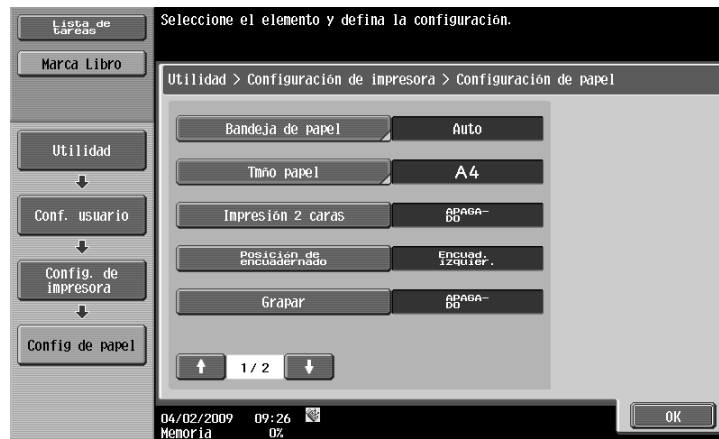 Lista de
tareas
Seleccione el elemento y defina la configuración.
Marca Libro
Utilidad > Configuración de impresora > Configuración de papel
Bandeja de papel
Auto
Utilidad
Tmño papel
A4
Conf. usuario
Impresión 2 caras
APAGA-
DO
Posición de
encuadernado
Encuad.
izquier.
Config. de
impresora
Grapar
APAGA-
DO
Config de papel
1/ 2
OK
04/02/2009 09:26
Memoria 0%